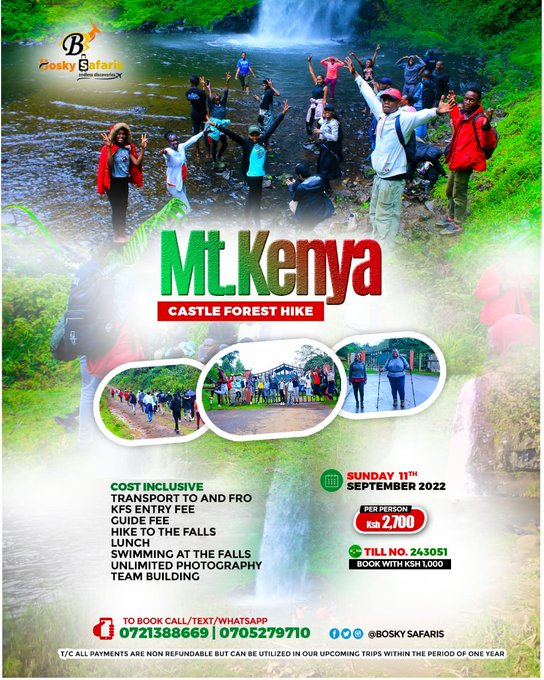 B
Bosky Safaris
endless discoveries
Mt.Kenya
CASTLE FOREST HIKE
COST INCLUSIVE
TRANSPORT TO AND FRO
KFS ENTRY FEE
GUIDE FEE
HIKE TO THE FALLS
LUNCH
SWIMMING AT THE FALLS
UNLIMITED PHOTOGRAPHY
TEAM BUILDING
SUNDAY 11TH
SEPTEMBER 2022
PER PERSON
Ksh 2,700
TILL NO. 243051
BOOK WITH KSH 1,000
TO BOOK CALL/TEXT/WHATSAPP
0721388669 | 0705279710
@BOSKY SAFARIS
T/C ALL PAYMENTS ARE NON REFUNDABLE BUT CAN BE UTILIZED IN OUR UPCOMING TRIPS WITHIN THE PERIOD OF ONE YEAR